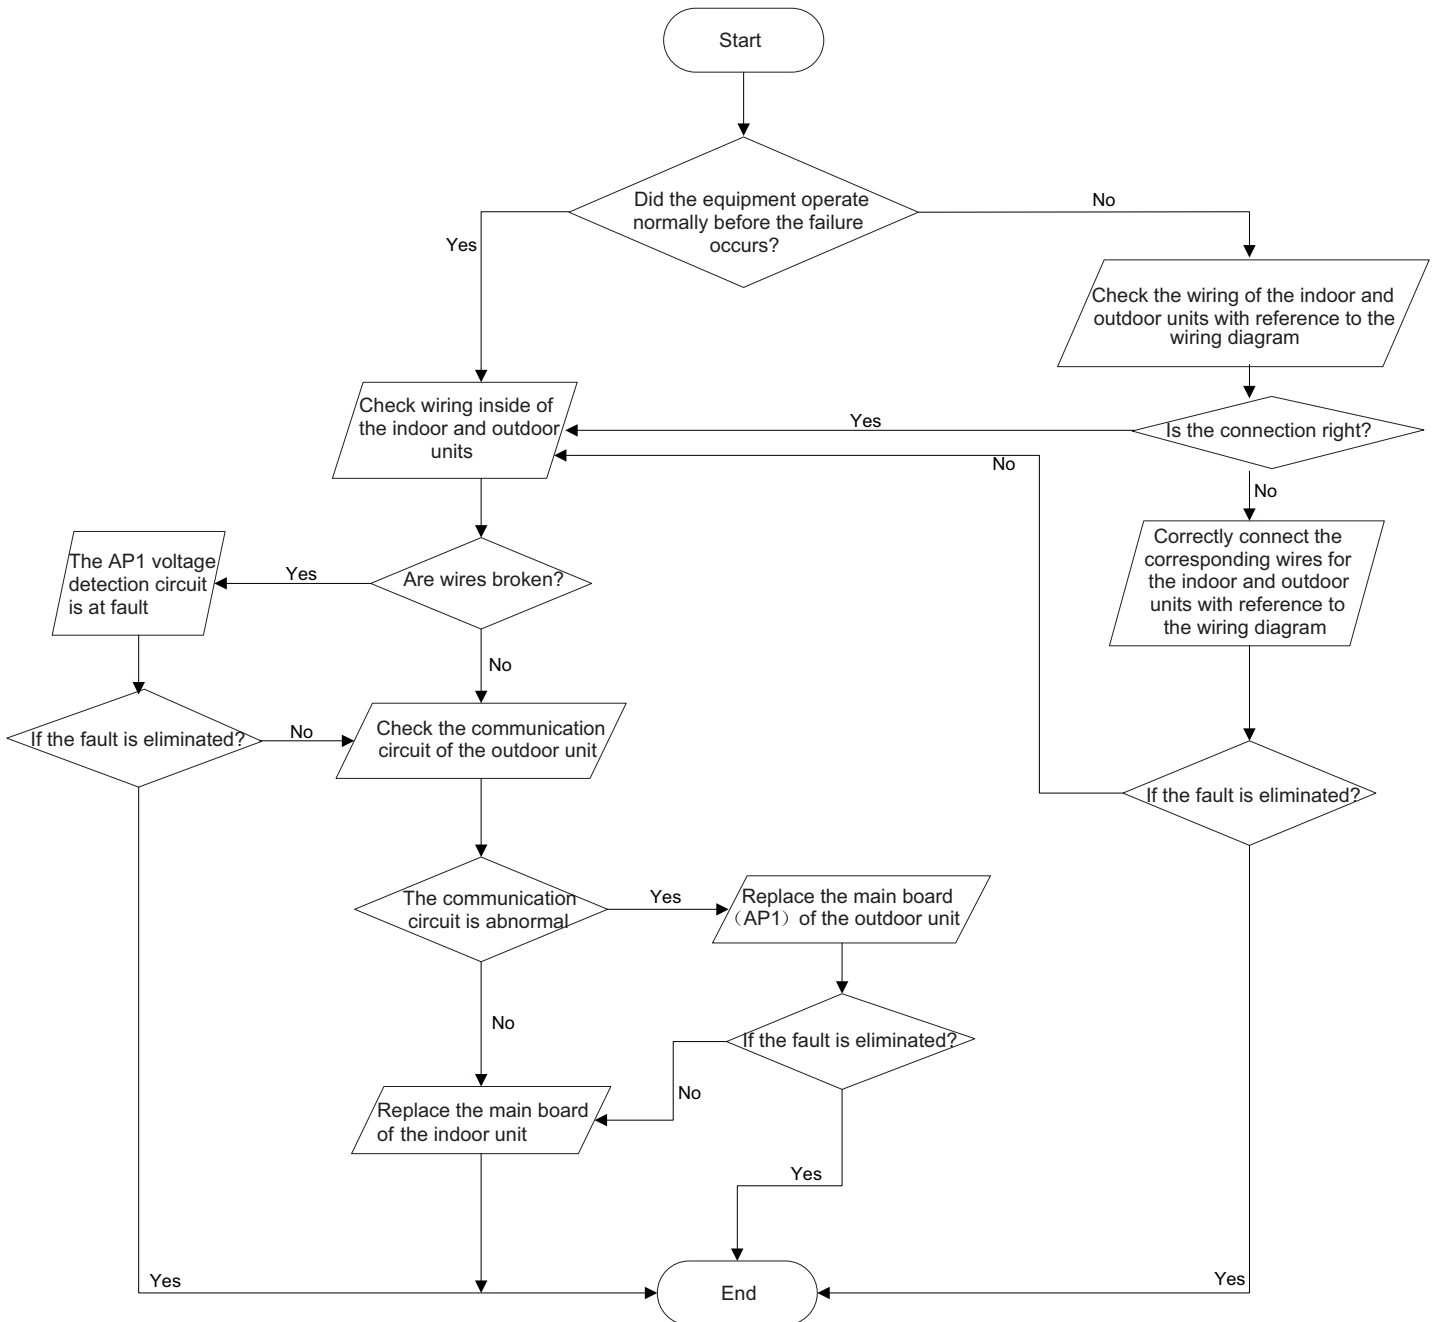 Start
Did the equipment operate
normally before the failure
occurs?
No
Yes
Check the wiring of the indoor and
outdoor units with reference to the
wiring diagram
Check wiring inside of
the indoor and outdoor
units
Yes
Is the connection right?
No
No
The AP1 voltage
detection circuit
is at fault
Yes
Are wires broken?
Correctly connect the
corresponding wires for
the indoor and outdoor
units with reference to
the wiring diagram
No
If the fault is eliminated?
No
Check the communication
circuit of the outdoor unit
If the fault is eliminated?
The communication
circuit is abnormal
Yes
Replace the main board
（AP1）of the outdoor unit
No
If the fault is eliminated?
No
Replace the main board
of the indoor unit
Yes
Yes
End
Yes